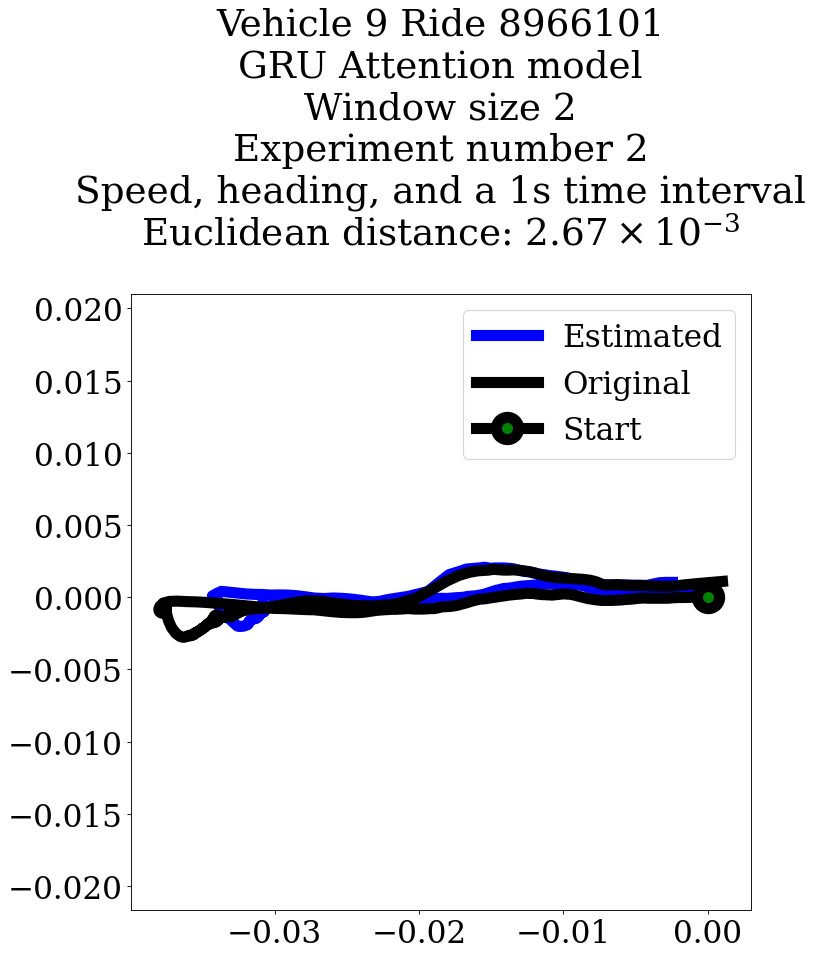 Vehicle 9 Ride 8966101
GRU Attention model
Window size 2
Experiment number 2
Speed, heading, and a 1s time interval
Euclidean distance: 2.67 × 10⁻³
0.020
0.015
0.010
0.005
0.000
−0.005
−0.010
−0.015
−0.020
Estimated
Original
Start
−0.03
−0.02
−0.01
0.00